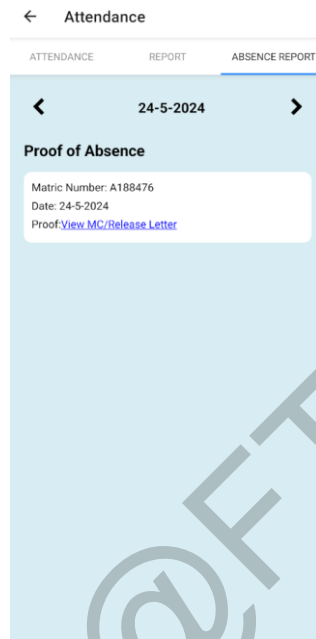 Attendance
ATTENDANCE REPORT ABSENCE REPORT
24-5-2024
Proof of Absence
Matric Number: A188476
Date: 24-5-2024
Proof:View MC/Release Letter
@FT